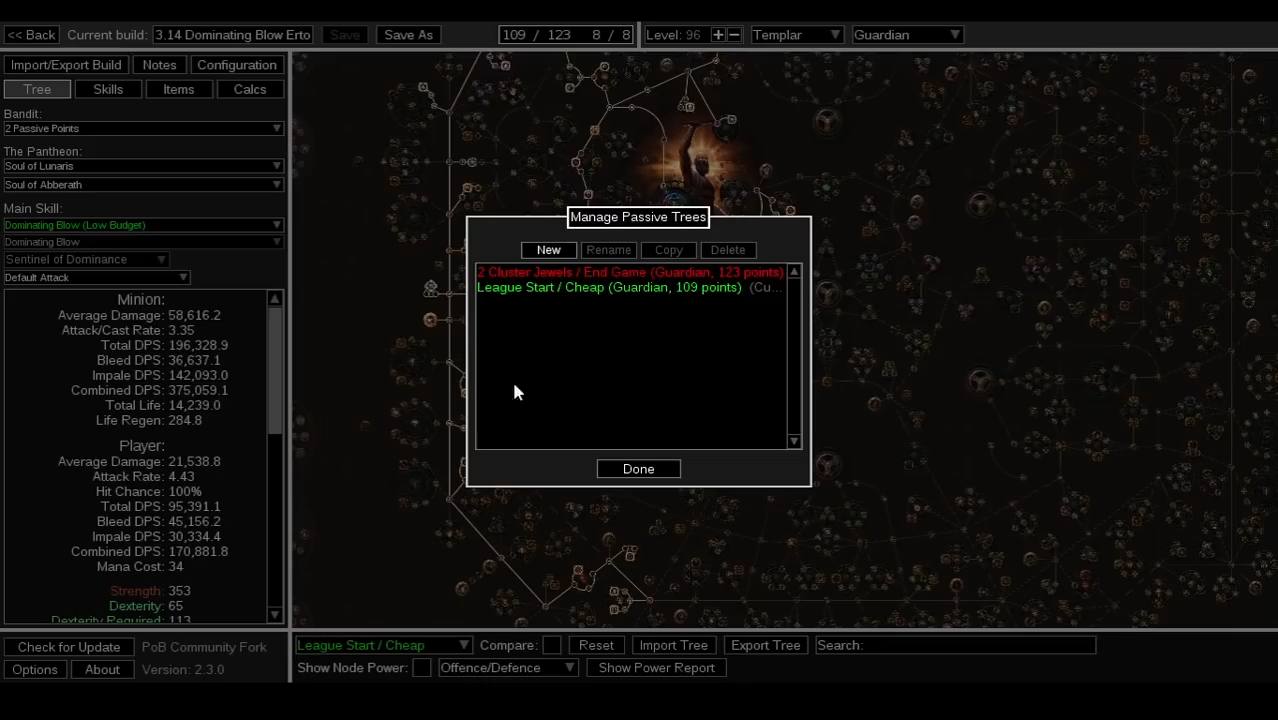 << Back Current build: 3.14 Dominating Blow Erto Save Save As 109 / 123 8 / 8 Level: 96 + - Templar Guardian
Import/Export Build Notes Configuration
Tree Skills Items Calcs
Bandit:
2 Passive Points
The Pantheon:
Soul of Lunaris
Soul of Abberath
Main Skill:
Dominating Blow (Low Budget)
Dominating Blow
Sentinel of Dominance
Default Attack
Minion:
Average Damage: 58,616.2
Attack/Cast Rate: 3.35
Total DPS: 196,328.9
Bleed DPS: 36,637.1
Impale DPS: 142,093.0
Combined DPS: 375,059.1
Total Life: 14,239.0
Life Regen: 284.8
Player:
Average Damage: 21,538.8
Attack Rate: 4.43
Hit Chance: 100%
Total DPS: 95,391.1
Bleed DPS: 45,156.2
Impale DPS: 30,334.4
Combined DPS: 170,881.8
Mana Cost: 34
Strength: 353
Dexterity: 65
Dexterity Required: 113
Manage Passive Trees
New Rename Copy Delete
2 Cluster Jewels / End Game (Guardian, 123 points)
League Start / Cheap (Guardian, 109 points) (Cu...
Done
Check for Update PoB Community Fork
Options About Version: 2.3.0
League Start / Cheap Compare: Reset Import Tree Export Tree Search:
Show Node Power: Offence/Defence Show Power Report